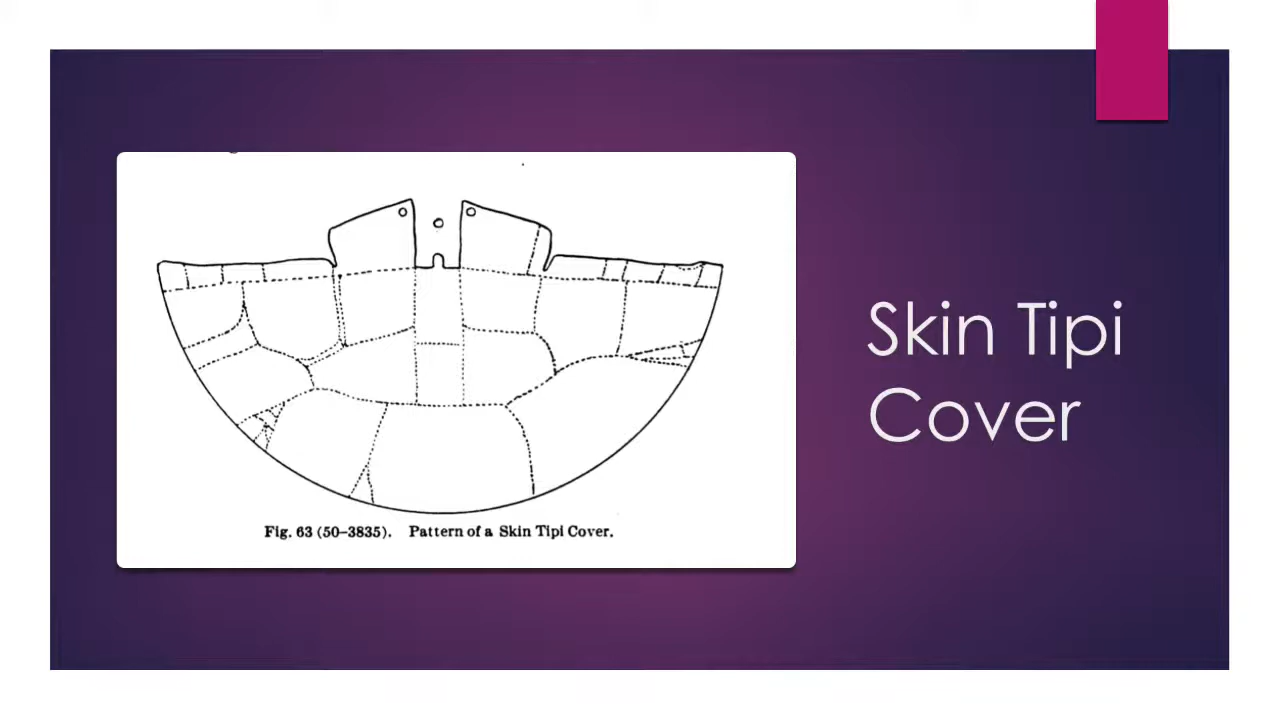 Skin Tipi
Cover
Fig. 63 (50–3835). Pattern of a Skin Tipi Cover.